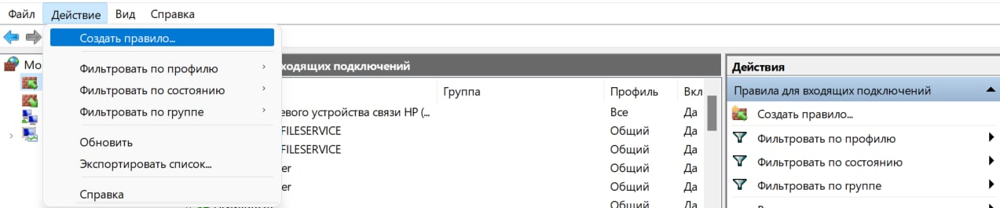 Файл Действие Вид Справка
Создать правило...
Фильтровать по профилю
Фильтровать по состоянию
Фильтровать по группе
Обновить
Экспортировать список...
Справка
Мо
ходящих подключений
Группа Профиль Вкл
евого устройства связи HP (... Все Да
FILESERVICE Общий Да
FILESERVICE Общий Да
er Общий Да
er Общий Да
Общий Да
Действия
Правила для входящих подключений
Создать правило...
Фильтровать по профилю
Фильтровать по состоянию
Фильтровать по группе